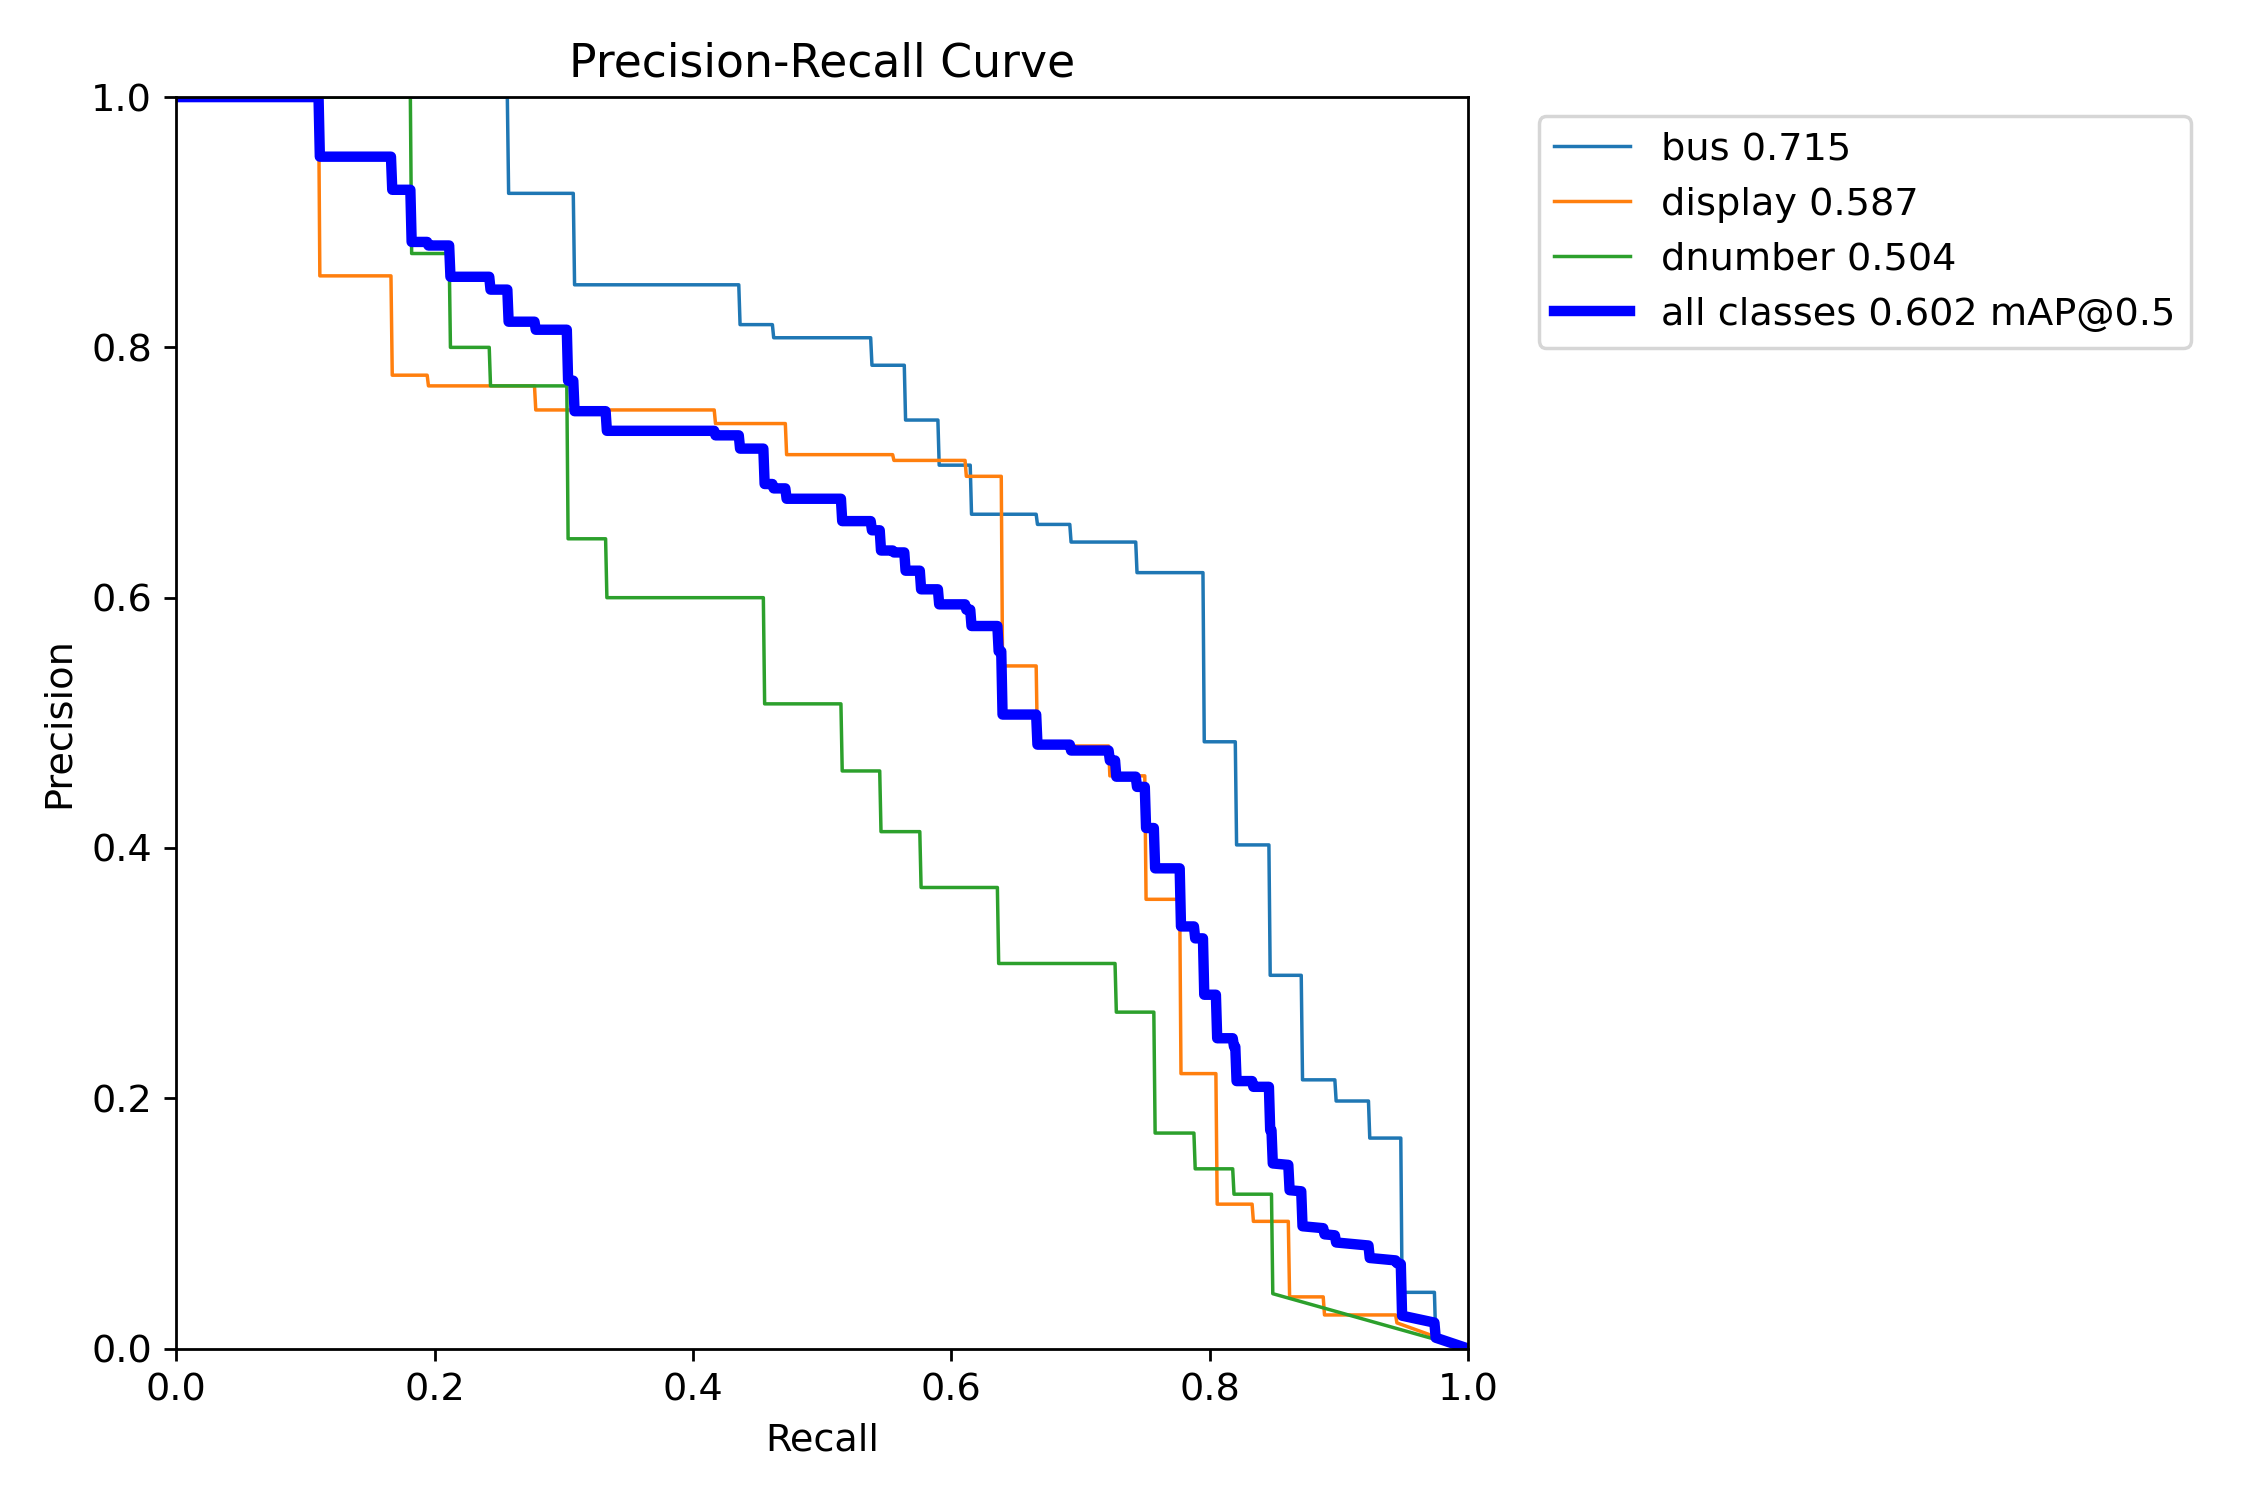 Precision-Recall Curve
1.0
0.8
0.6
0.4
0.2
0.0
Precision
0.0 0.2 0.4 0.6 0.8 1.0
Recall
bus 0.715
display 0.587
dnumber 0.504
all classes 0.602 mAP@0.5